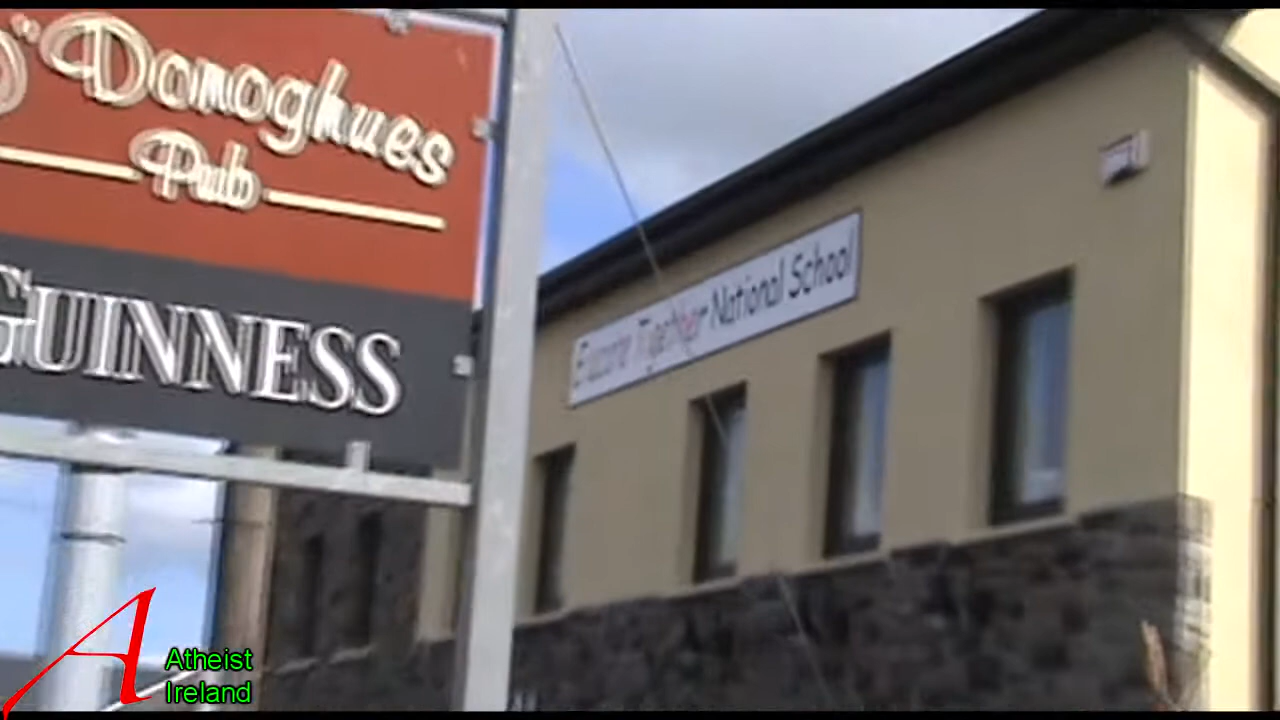 O'Donoghues
Pub
GUINNESS
Educate Together National School
Atheist
Ireland